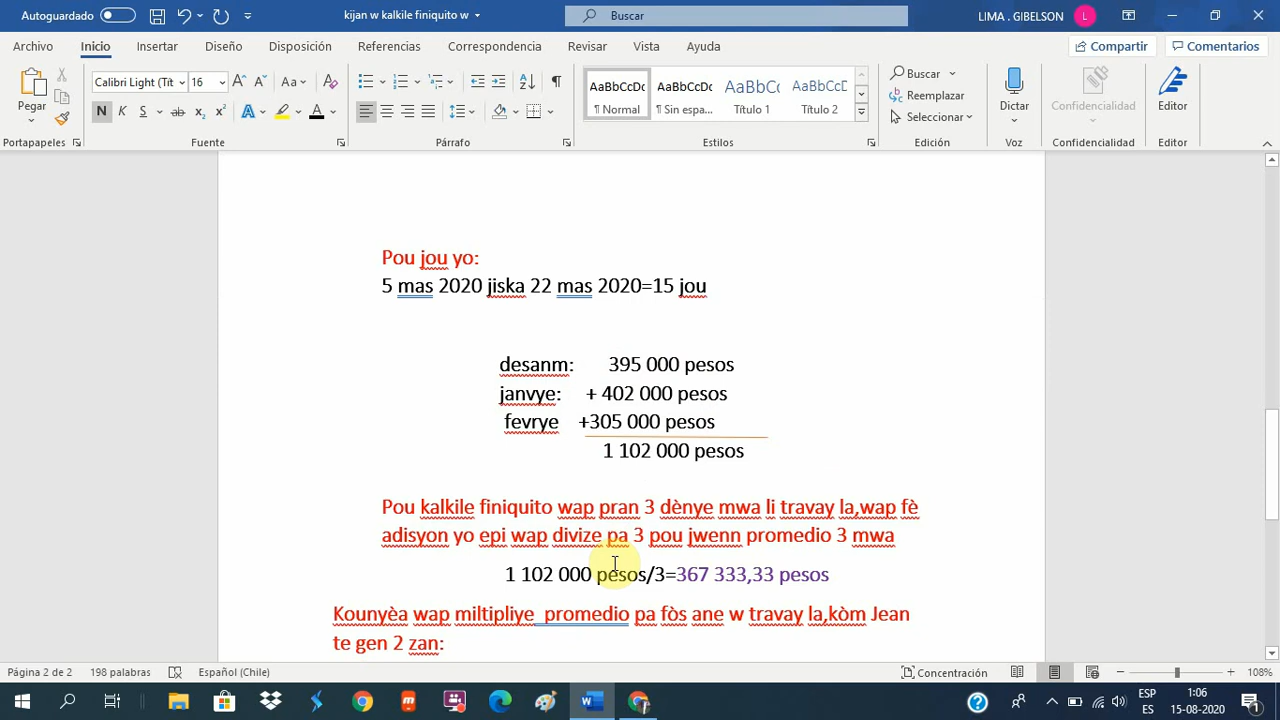 Autoguardado
kijan w kalkile finiquito w
Buscar
LIMA . GIBELSON
L
Archivo Inicio Insertar Diseño Disposición Referencias Correspondencia Revisar Vista Ayuda
Compartir Comentarios
Pegar
Calibri Light (Tít 16
N K S ab x₂ x²
AaBbCcDc AaBbCcDc AaBbCc AaBbCcD
¶ Normal ¶ Sin espa... Título 1 Título 2
Buscar
Reemplazar
Seleccionar
Dictar
Confidencialidad
Editor
Portapapeles Fuente Párrafo Estilos Edición Voz Confidencialidad Editor
Pou jou yo:
5 mas 2020 jiska 22 mas 2020=15 jou
desanm: 395 000 pesos
janvye: + 402 000 pesos
fevrye +305 000 pesos
1 102 000 pesos
Pou kalkile finiquito wap pran 3 dènye mwa li travay la,wap fè
adisyon yo epi wap divize pa 3 pou jwenn promedio 3 mwa
1 102 000 pesos/3=367 333,33 pesos
Kounyèa wap miltipliye promedio pa fòs ane w travay la,kòm Jean
te gen 2 zan:
Página 2 de 2 198 palabras Español (Chile) Concentración 108%
ESP 1:06
ES 15-08-2020